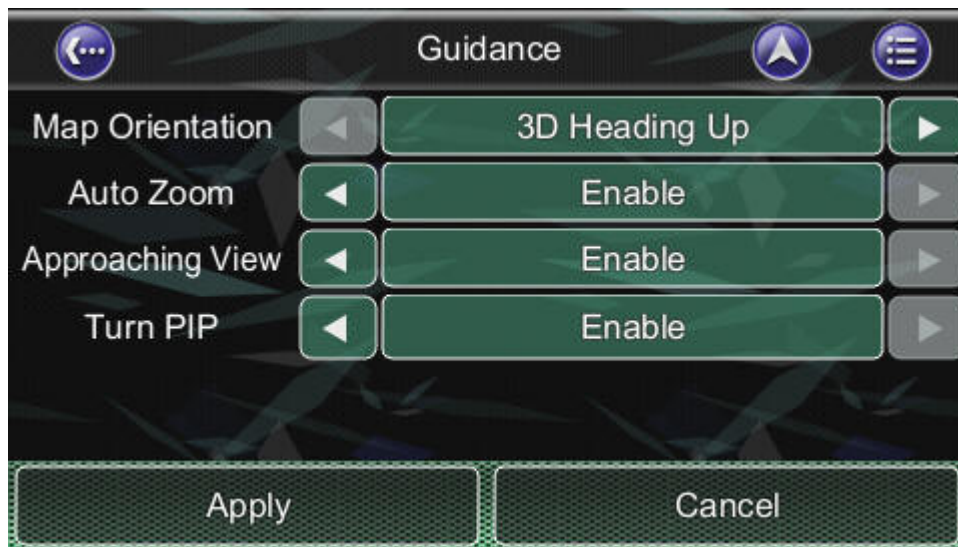 Guidance
Map Orientation 3D Heading Up
Auto Zoom Enable
Approaching View Enable
Turn PIP Enable
Apply Cancel